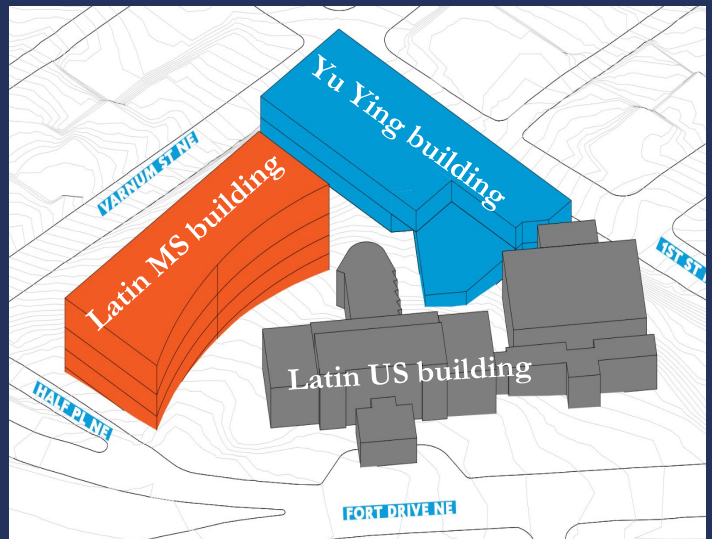 Yu Ying building
VARNUM ST NE
Latin MS building
1ST ST
Latin US building
HALF PL NE
FORT DRIVE NE